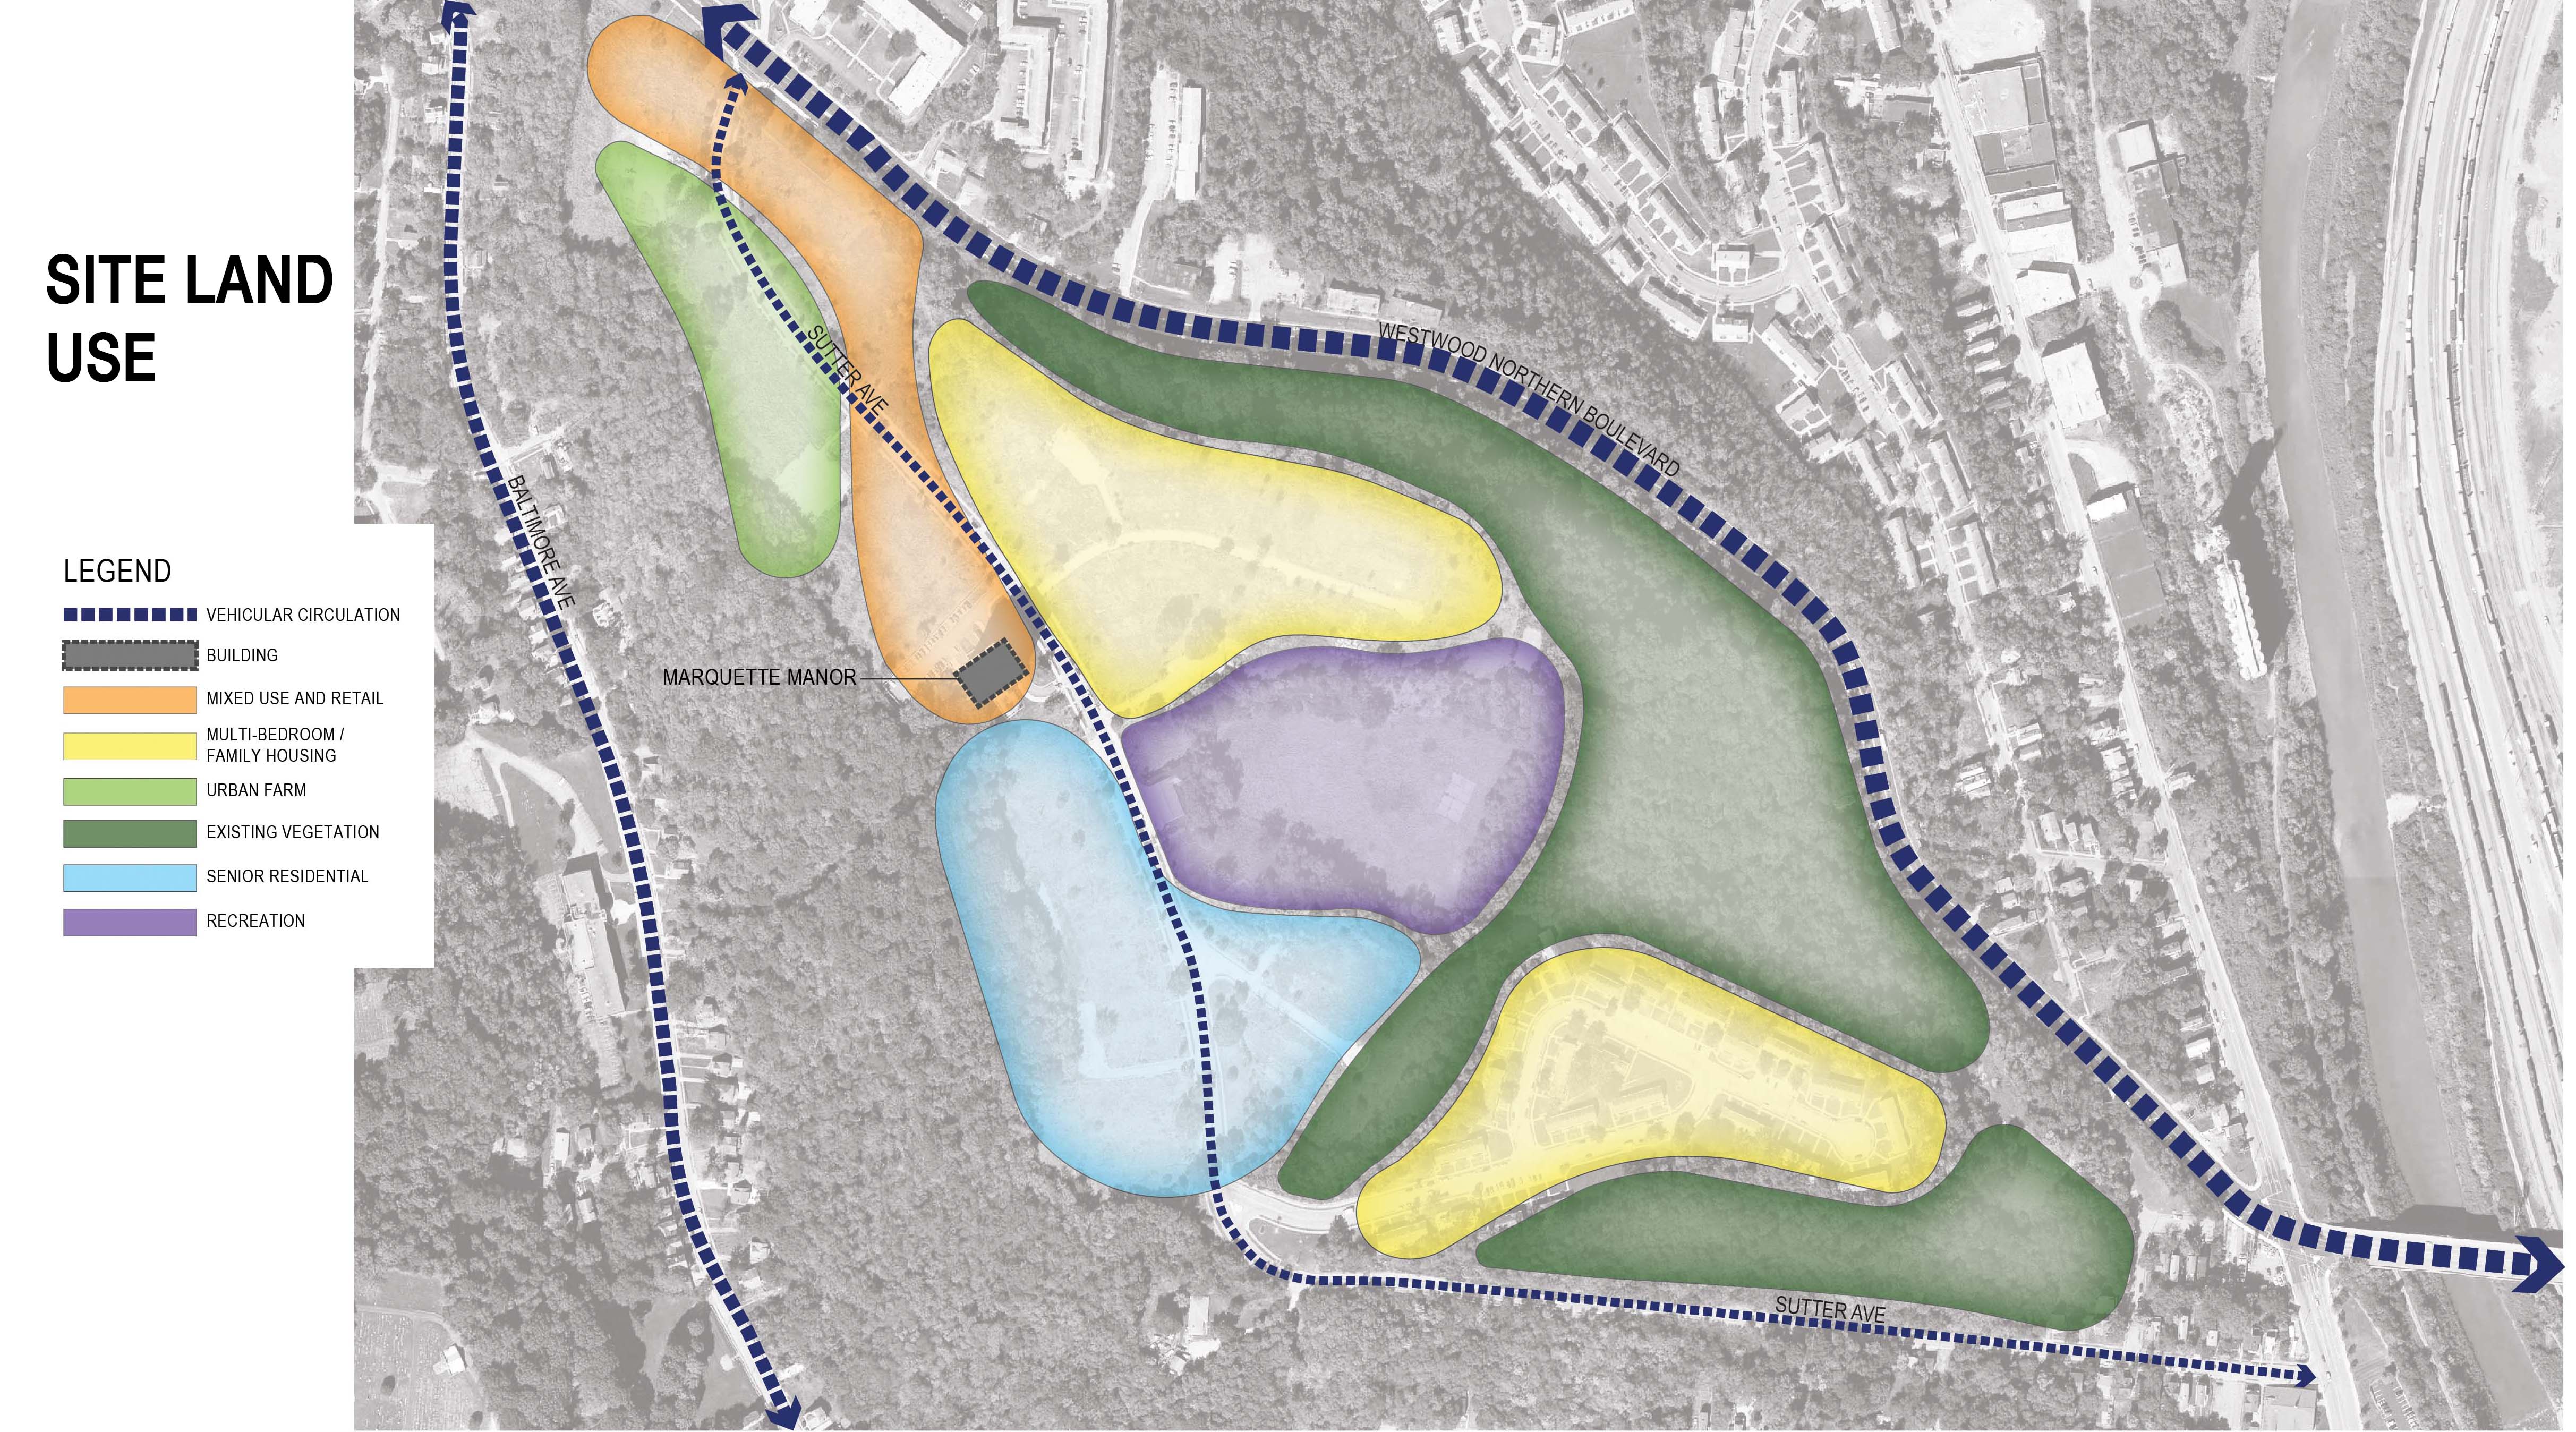 SITE LAND
USE
LEGEND
VEHICULAR CIRCULATION
BUILDING
MIXED USE AND RETAIL
MULTI-BEDROOM /
FAMILY HOUSING
URBAN FARM
EXISTING VEGETATION
SENIOR RESIDENTIAL
RECREATION
BALTIMORE AVE
SUTTER AVE
WESTWOOD NORTHERN BOULEVARD
MARQUETTE MANOR
SUTTER AVE